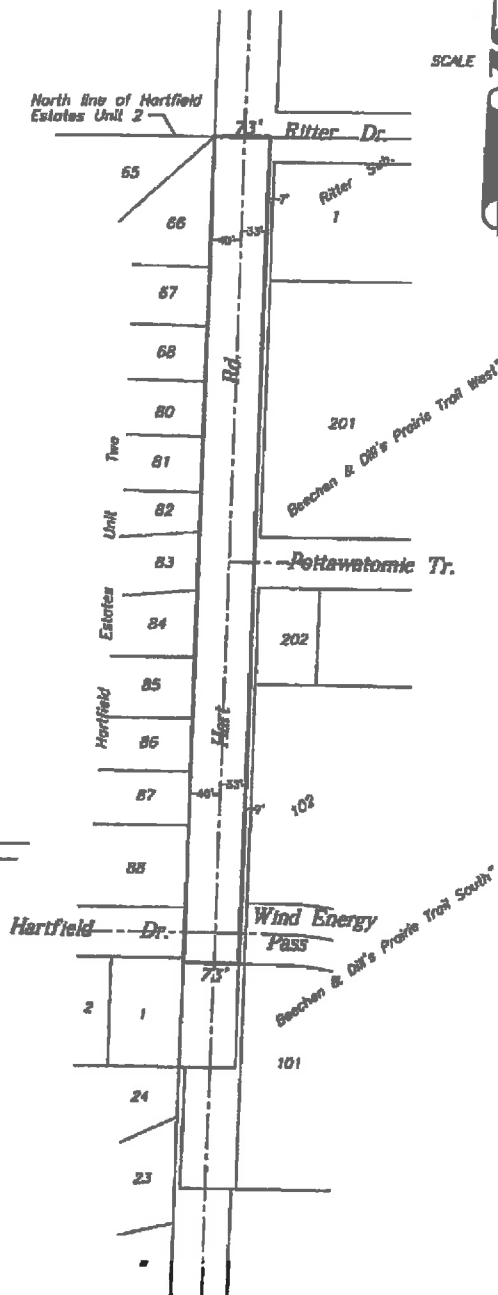 SCALE
North line of Hartfield
Estates Unit 2
73'
Ritter Dr.
65
Ritter Sub.
7'
1
66
40'
33'
67
68
Rd.
80
201
Beechen & Dill's Prairie Trail West"
Two
81
82
Unit
83
Pottawatomie Tr.
Estates
84
202
85
Hartfield
86
Hart
87
40'
33'
7'
102
88
Wind Energy
Pass
Hartfield Dr.
73'
Beechen & Dill's Prairie Trail South"
2
1
101
24
23